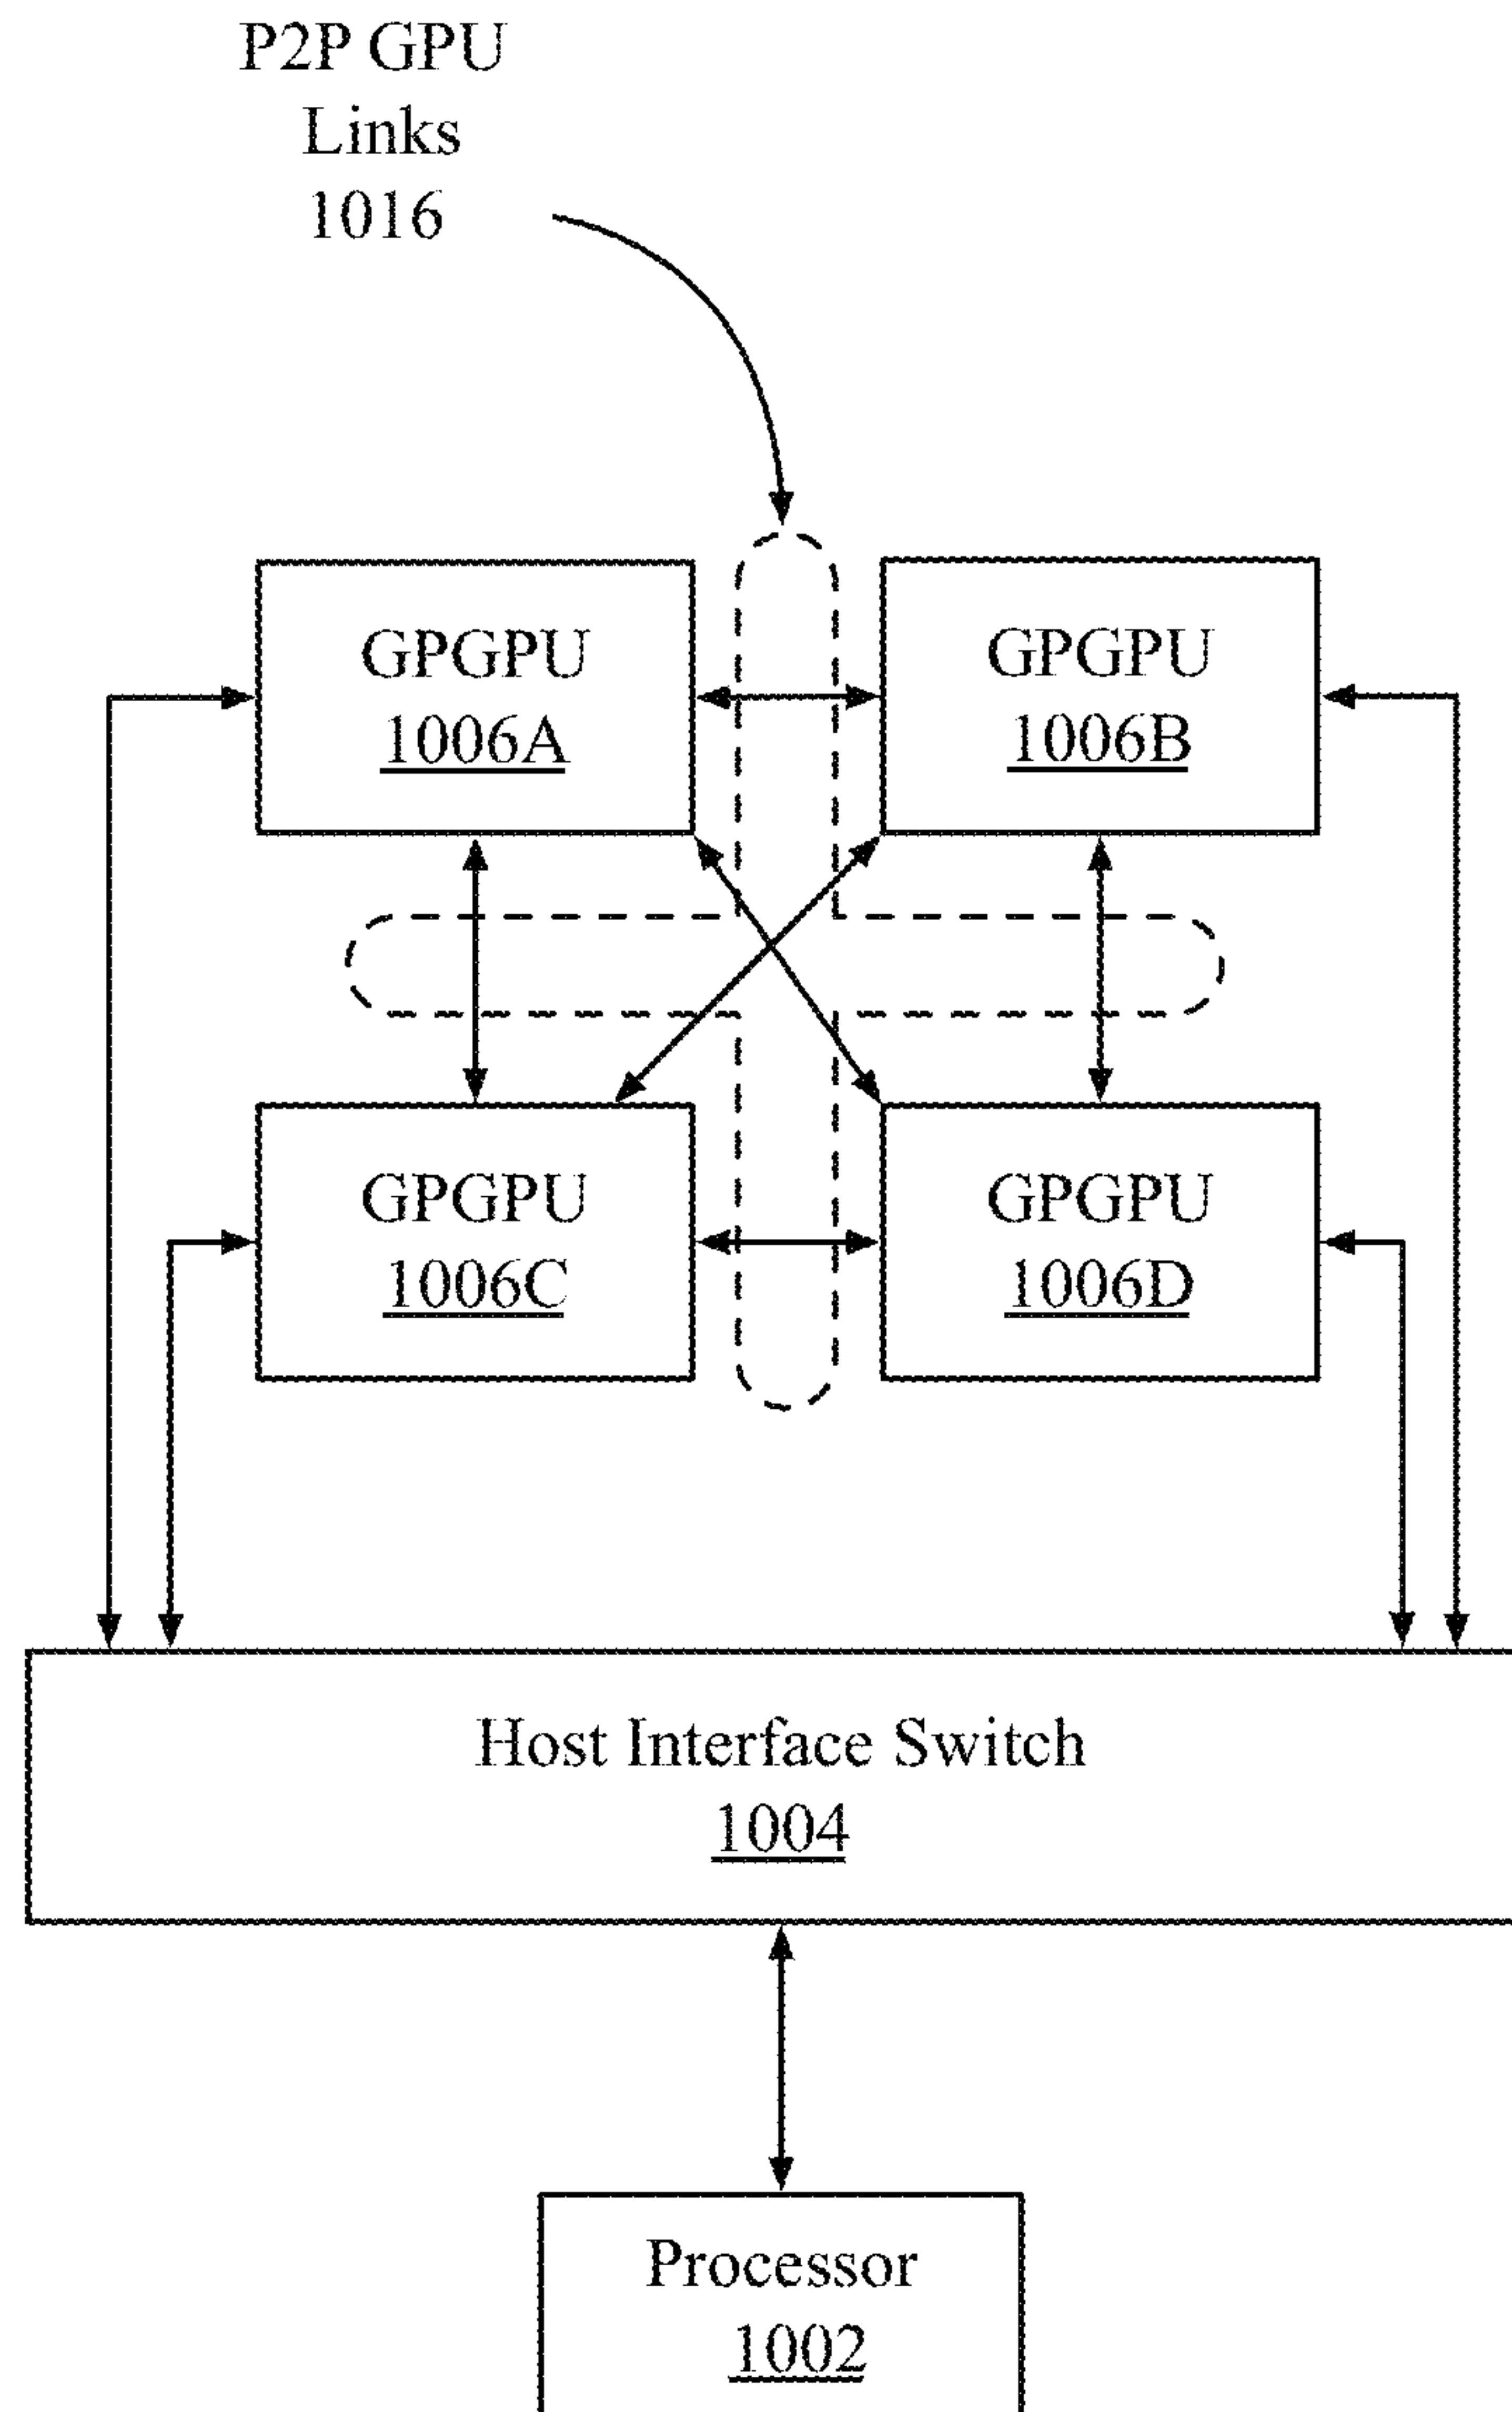 P2P GPU
Links
1016
GPGPU
1006A
GPGPU
1006B
GPGPU
1006C
GPGPU
1006D
Host Interface Switch
1004
Processor
1002